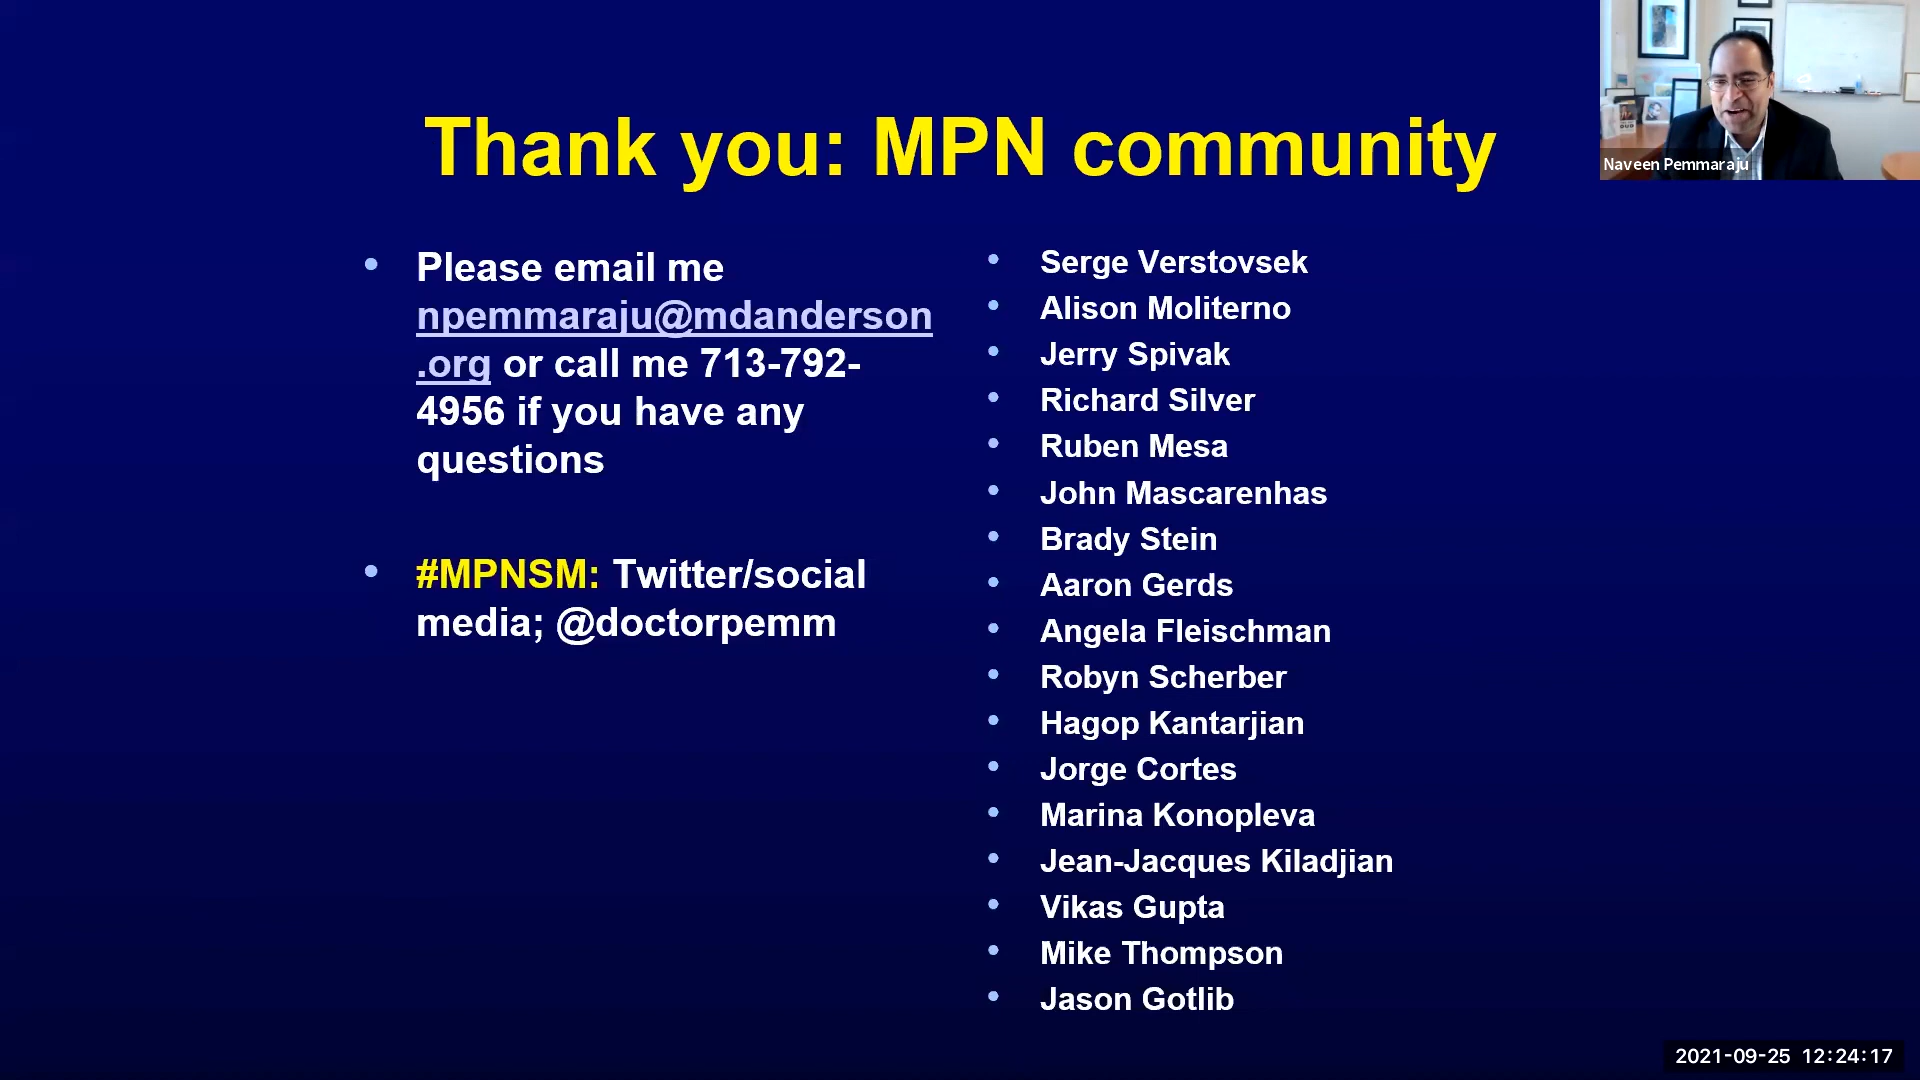 Thank you: MPN community
Please email me
npemmaraju@mdanderson
.org or call me 713-792-
4956 if you have any
questions
#MPNSM: Twitter/social
media; @doctorpemm
Serge Verstovsek
Alison Moliterno
Jerry Spivak
Richard Silver
Ruben Mesa
John Mascarenhas
Brady Stein
Aaron Gerds
Angela Fleischman
Robyn Scherber
Hagop Kantarjian
Jorge Cortes
Marina Konopleva
Jean-Jacques Kiladjian
Vikas Gupta
Mike Thompson
Jason Gotlib
Naveen Pemmaraju
2021-09-25 12:24:17